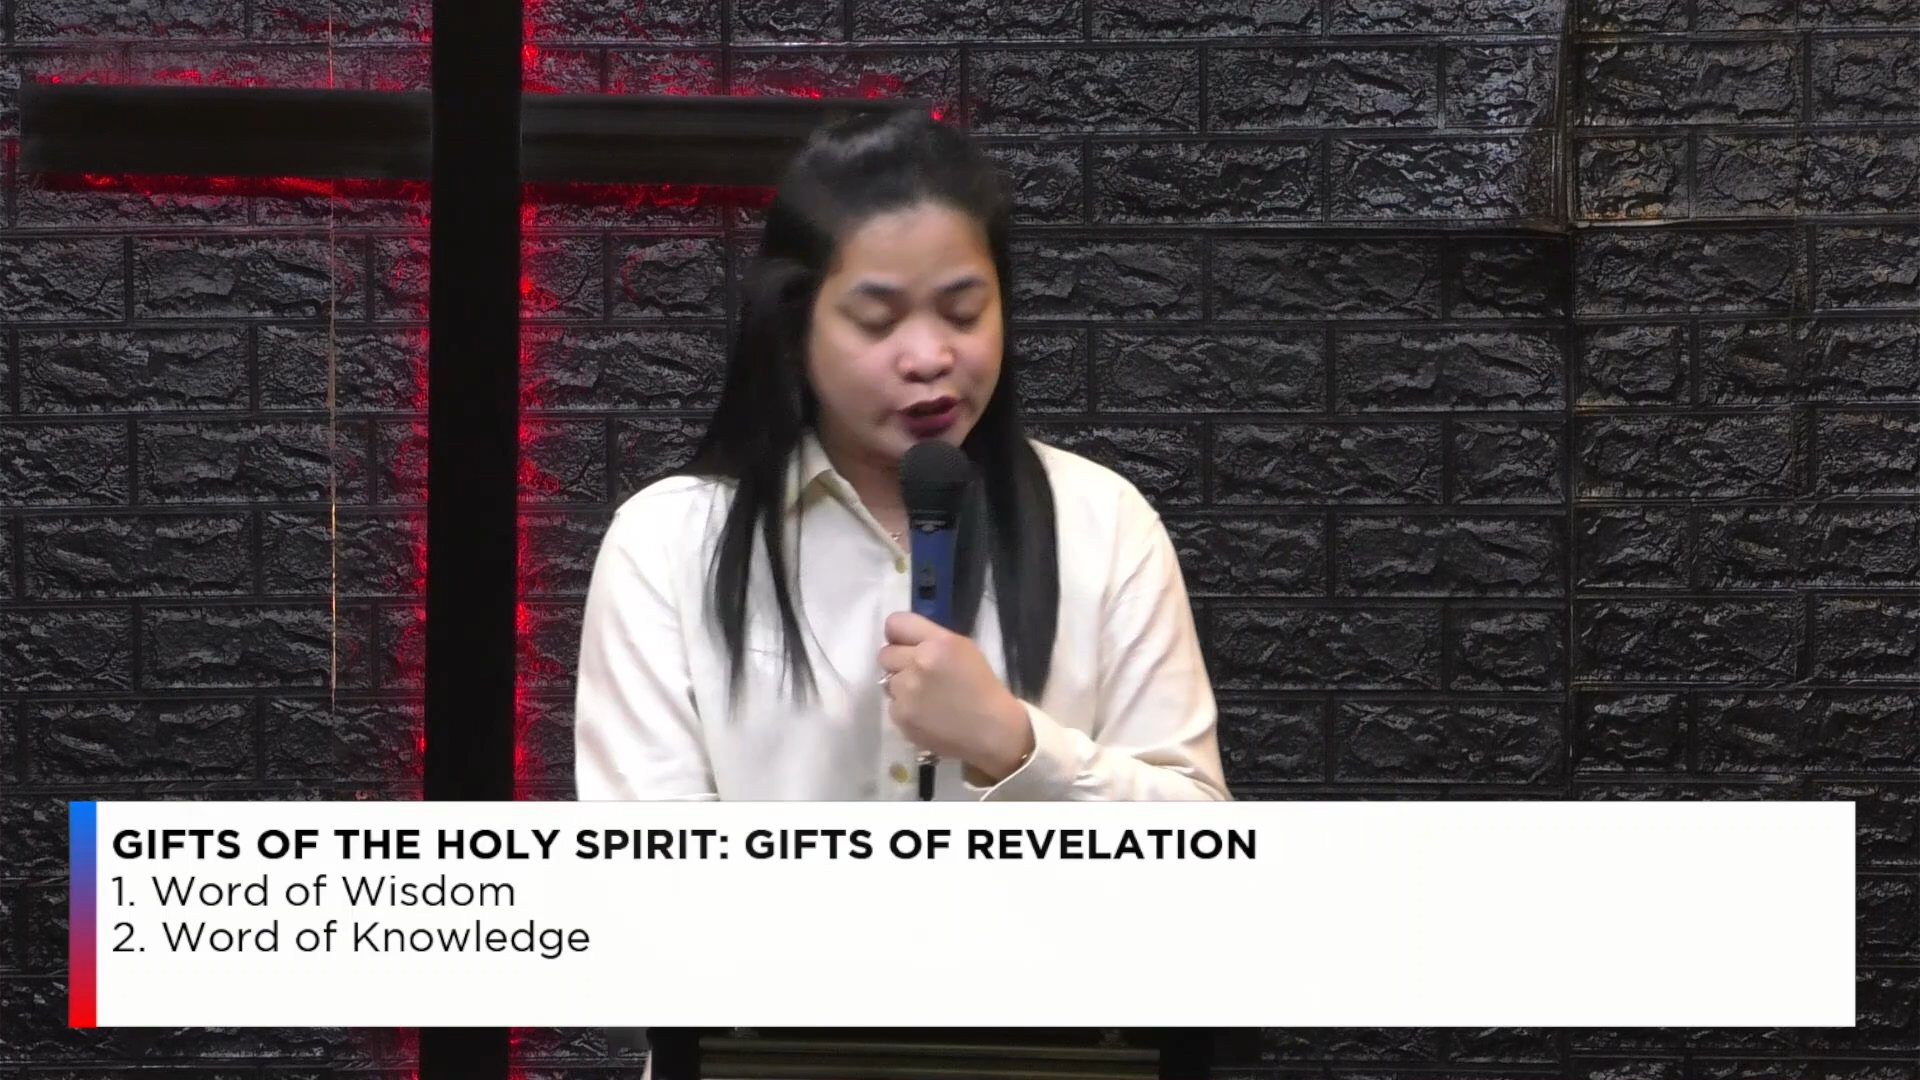 GIFTS OF THE HOLY SPIRIT: GIFTS OF REVELATION
1. Word of Wisdom
2. Word of Knowledge